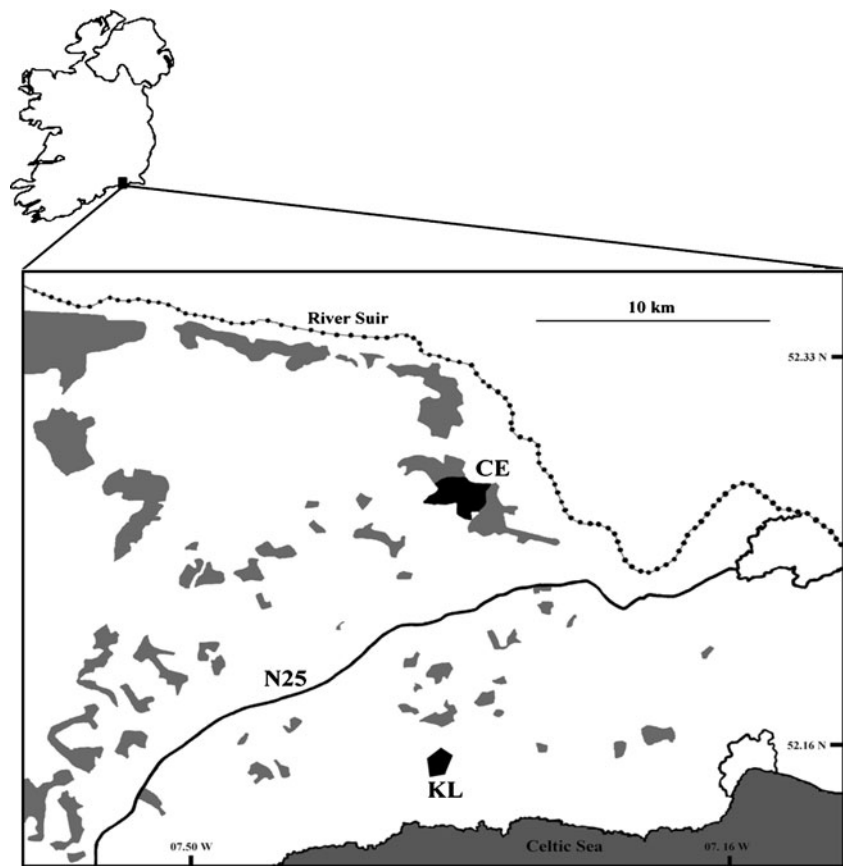 River Suir
10 km
52.33 N
CE
N25
52.16 N
KL
Celtic Sea
07.50 W
07. 16 W